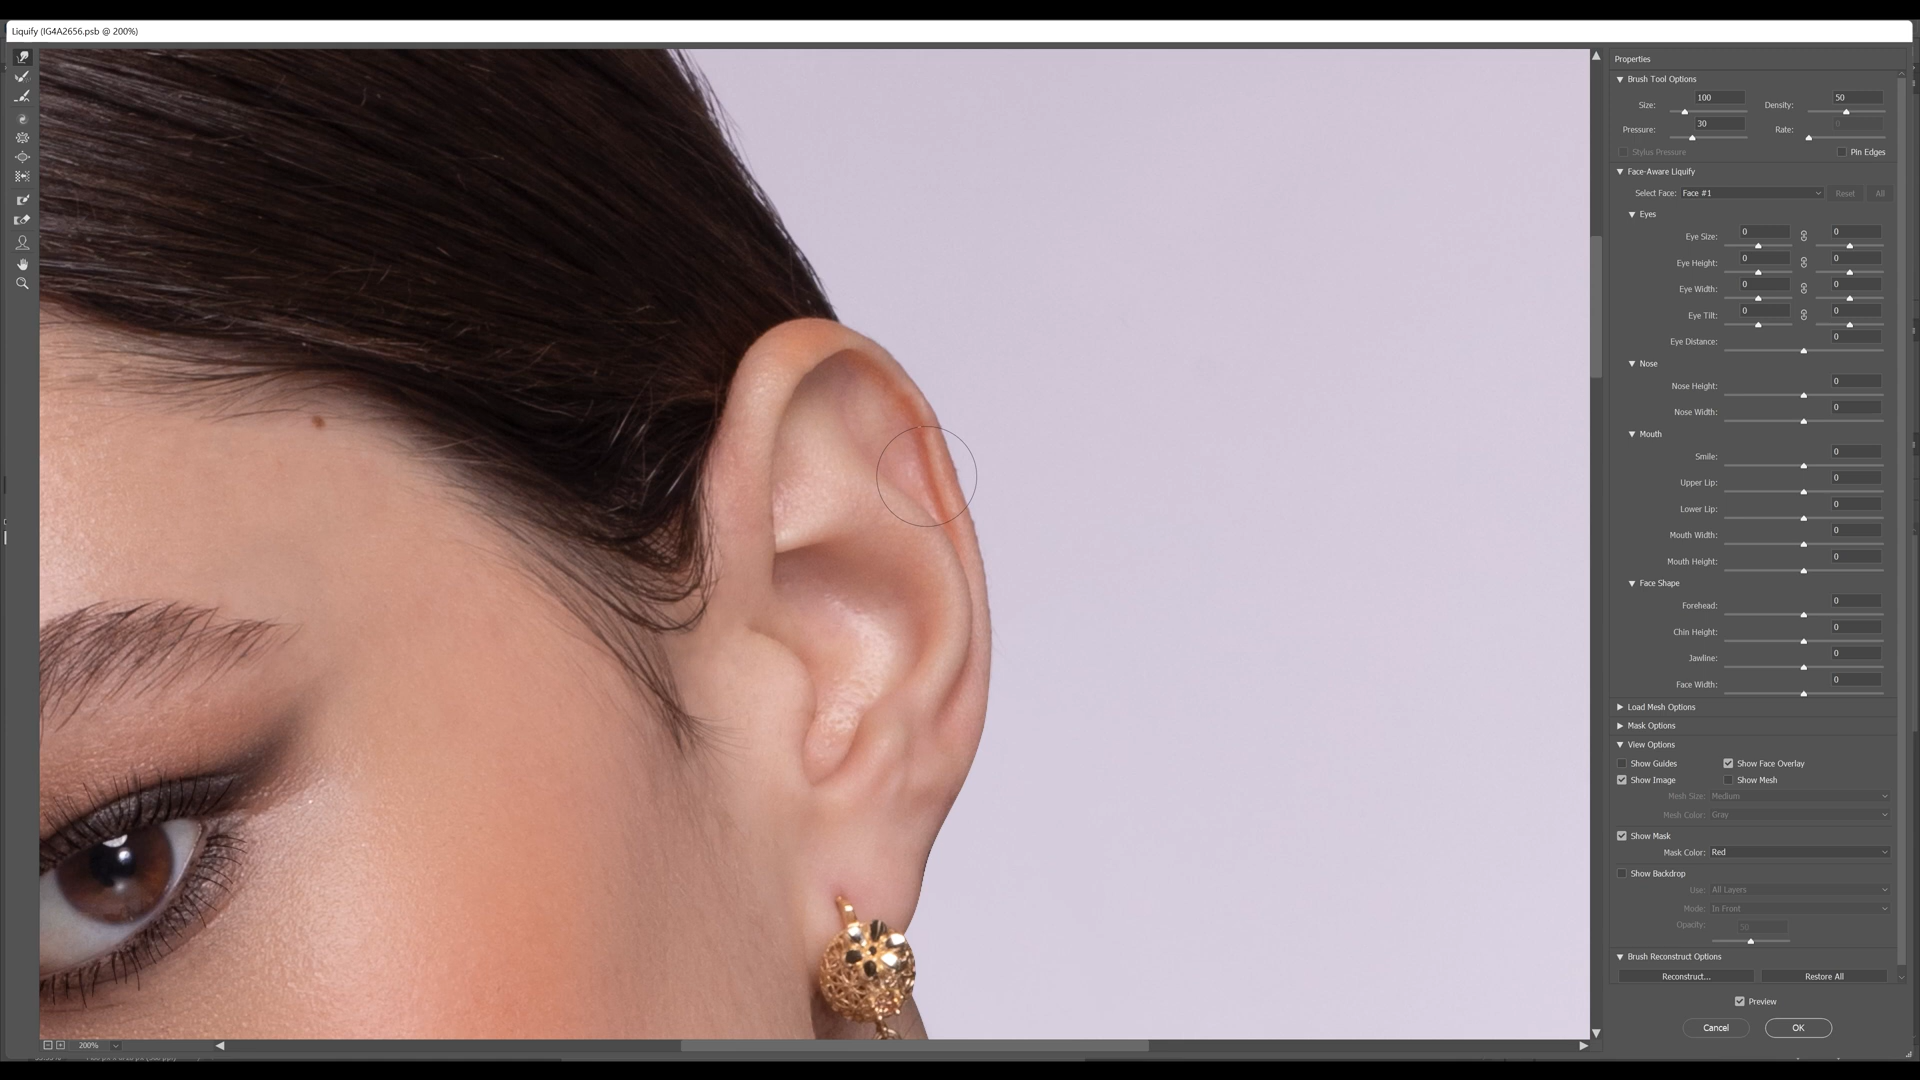 Liquify (IG4A2656.psb @ 200%)
Properties
Brush Tool Options
Size: 100 Density: 50
Pressure: 30 Rate: 0
Stylus Pressure Pin Edges
Face-Aware Liquify
Select Face: Face #1 Reset All
Eyes
Eye Size: 0 0
Eye Height: 0 0
Eye Width: 0 0
Eye Tilt: 0 0
Eye Distance: 0
Nose
Nose Height: 0
Nose Width: 0
Mouth
Smile: 0
Upper Lip: 0
Lower Lip: 0
Mouth Width: 0
Mouth Height: 0
Face Shape
Forehead: 0
Chin Height: 0
Jawline: 0
Face Width: 0
Load Mesh Options
Mask Options
View Options
Show Guides Show Face Overlay
Show Image Show Mesh
Mesh Size: Medium
Mesh Color: Gray
Show Mask
Mask Color: Red
Show Backdrop
Use: All Layers
Mode: In Front
Opacity: 50
Brush Reconstruct Options
Reconstruct... Restore All
Preview
Cancel OK
200%